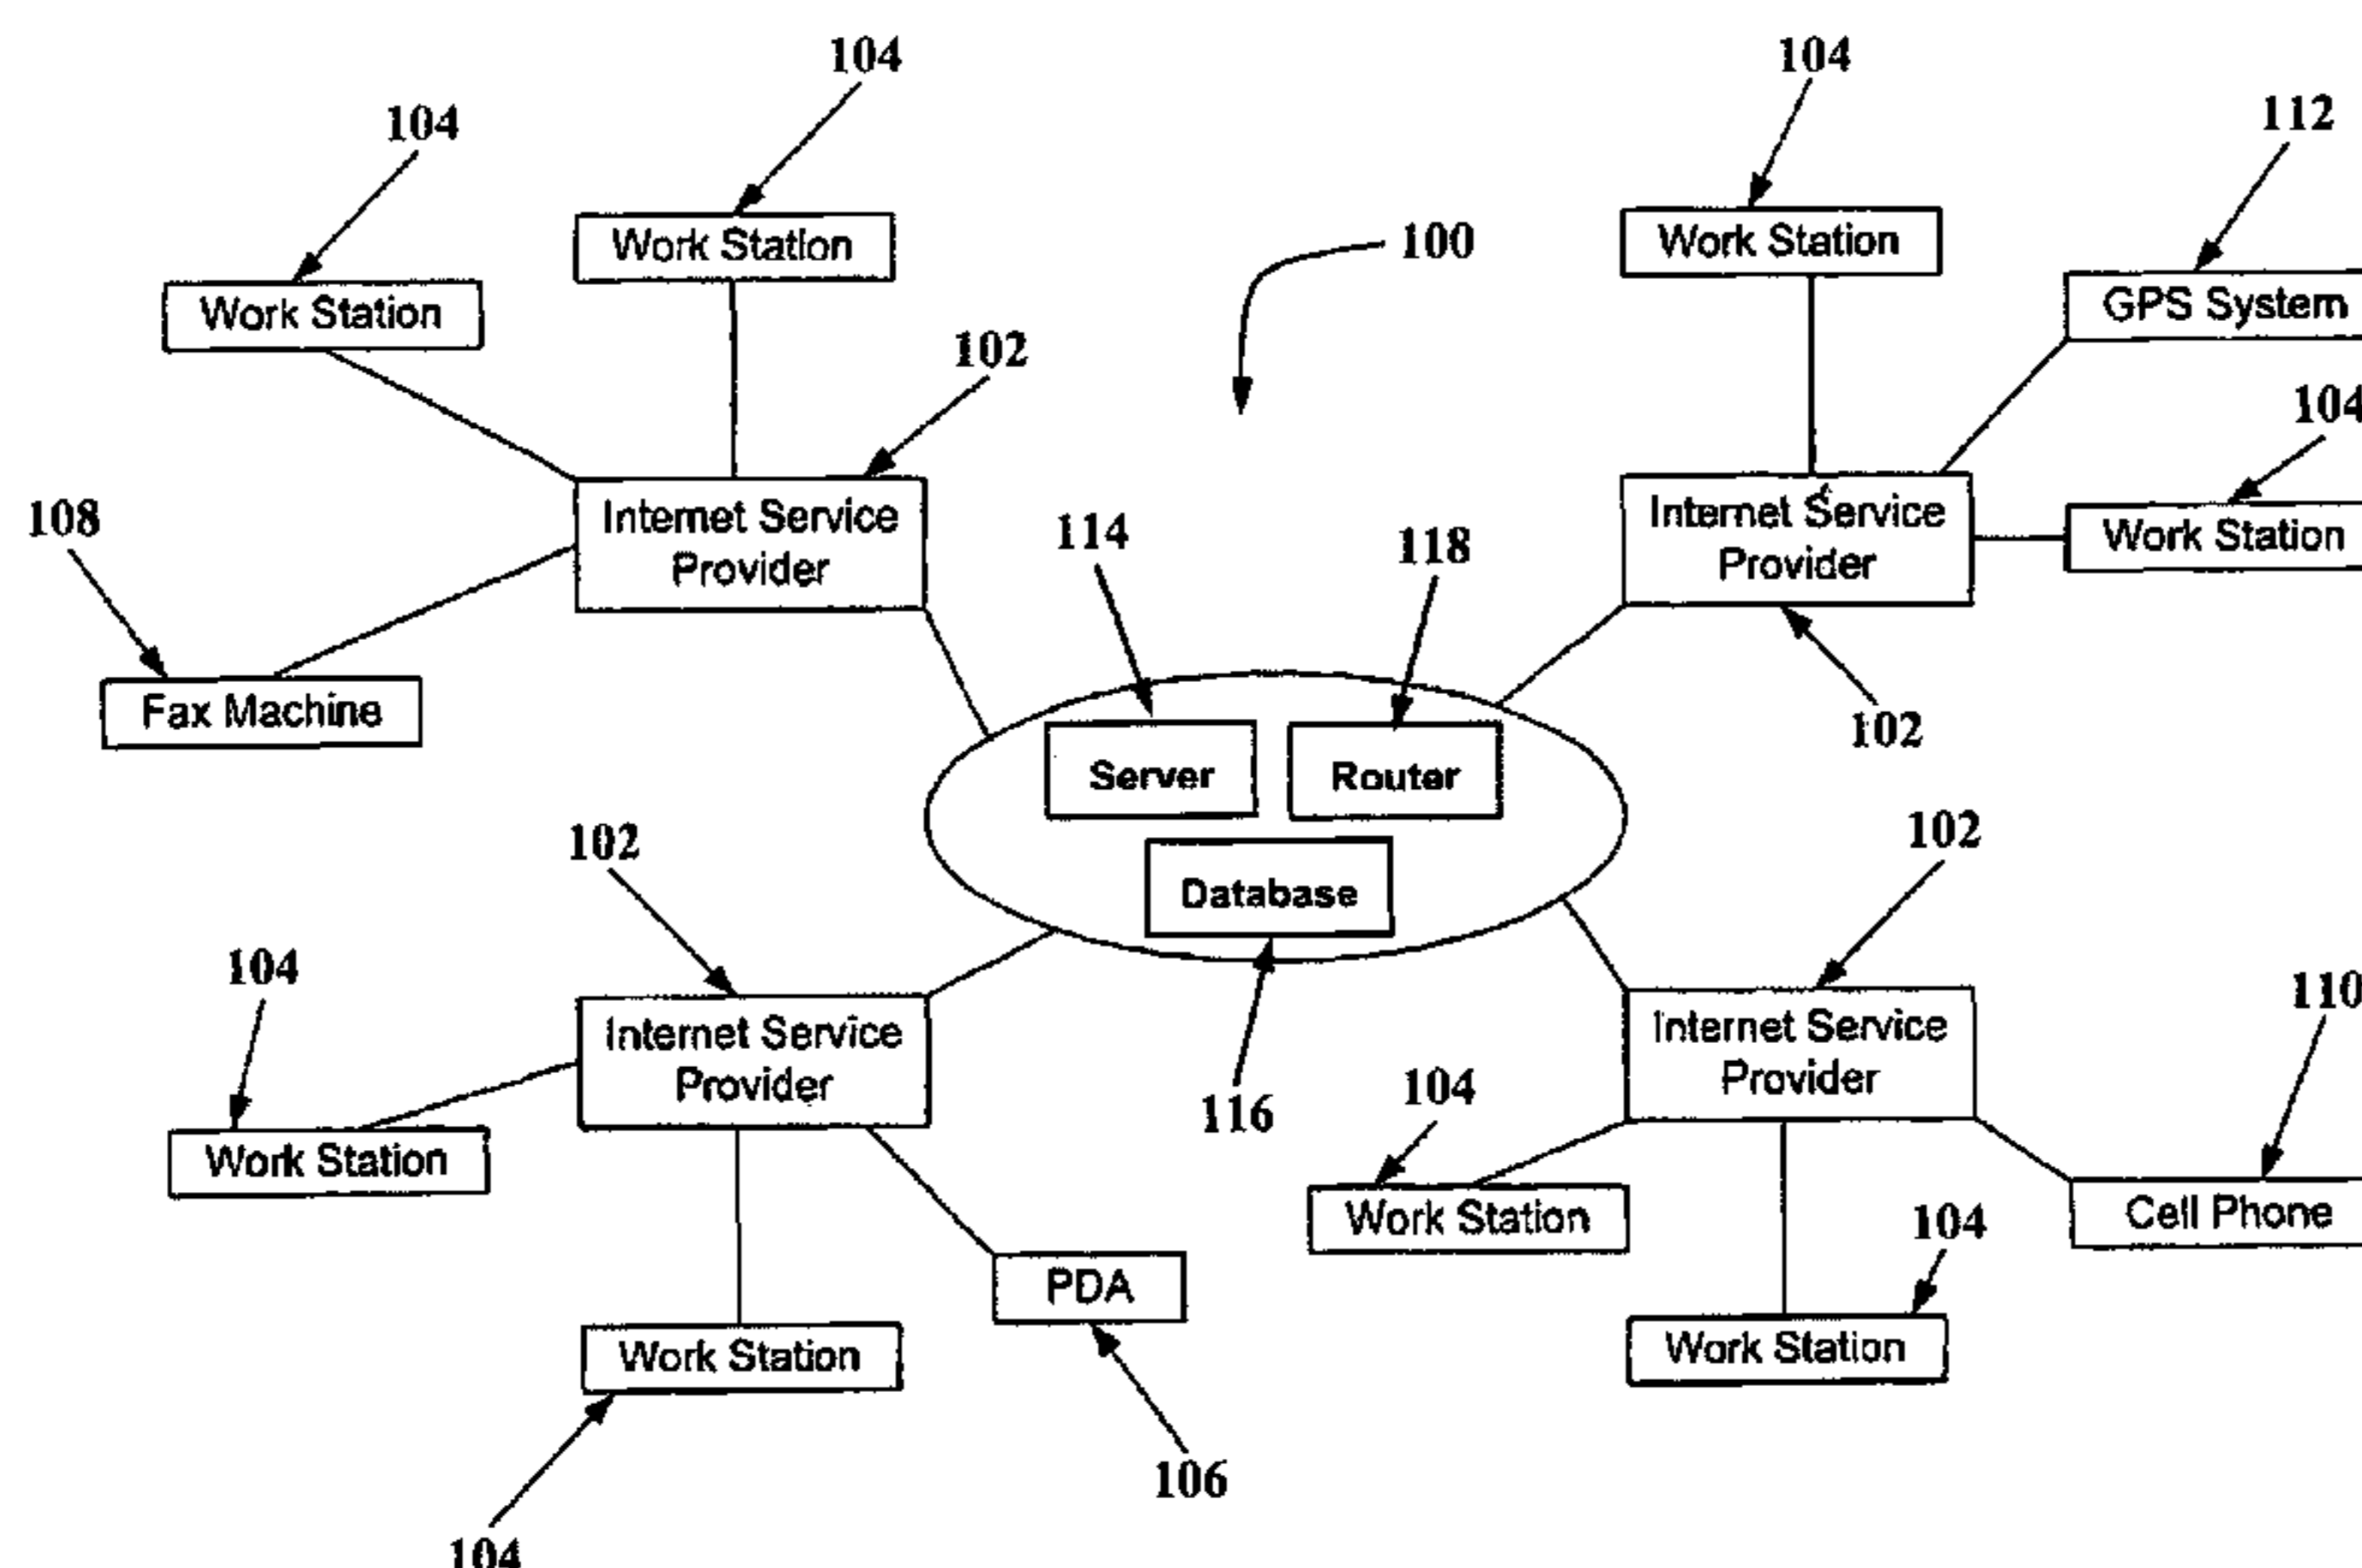 104
104
104
112
Work Station
Work Station
100
Work Station
GPS System
Work Station
102
104
Internet Service
Provider
Internet Service
Provider
Work Station
108
114
118
Fax Machine
102
Server
Router
102
102
Database
104
110
Internet Service
Provider
Internet Service
Provider
104
116
Work Station
Work Station
104
Cell Phone
PDA
Work Station
Work Station
106
104